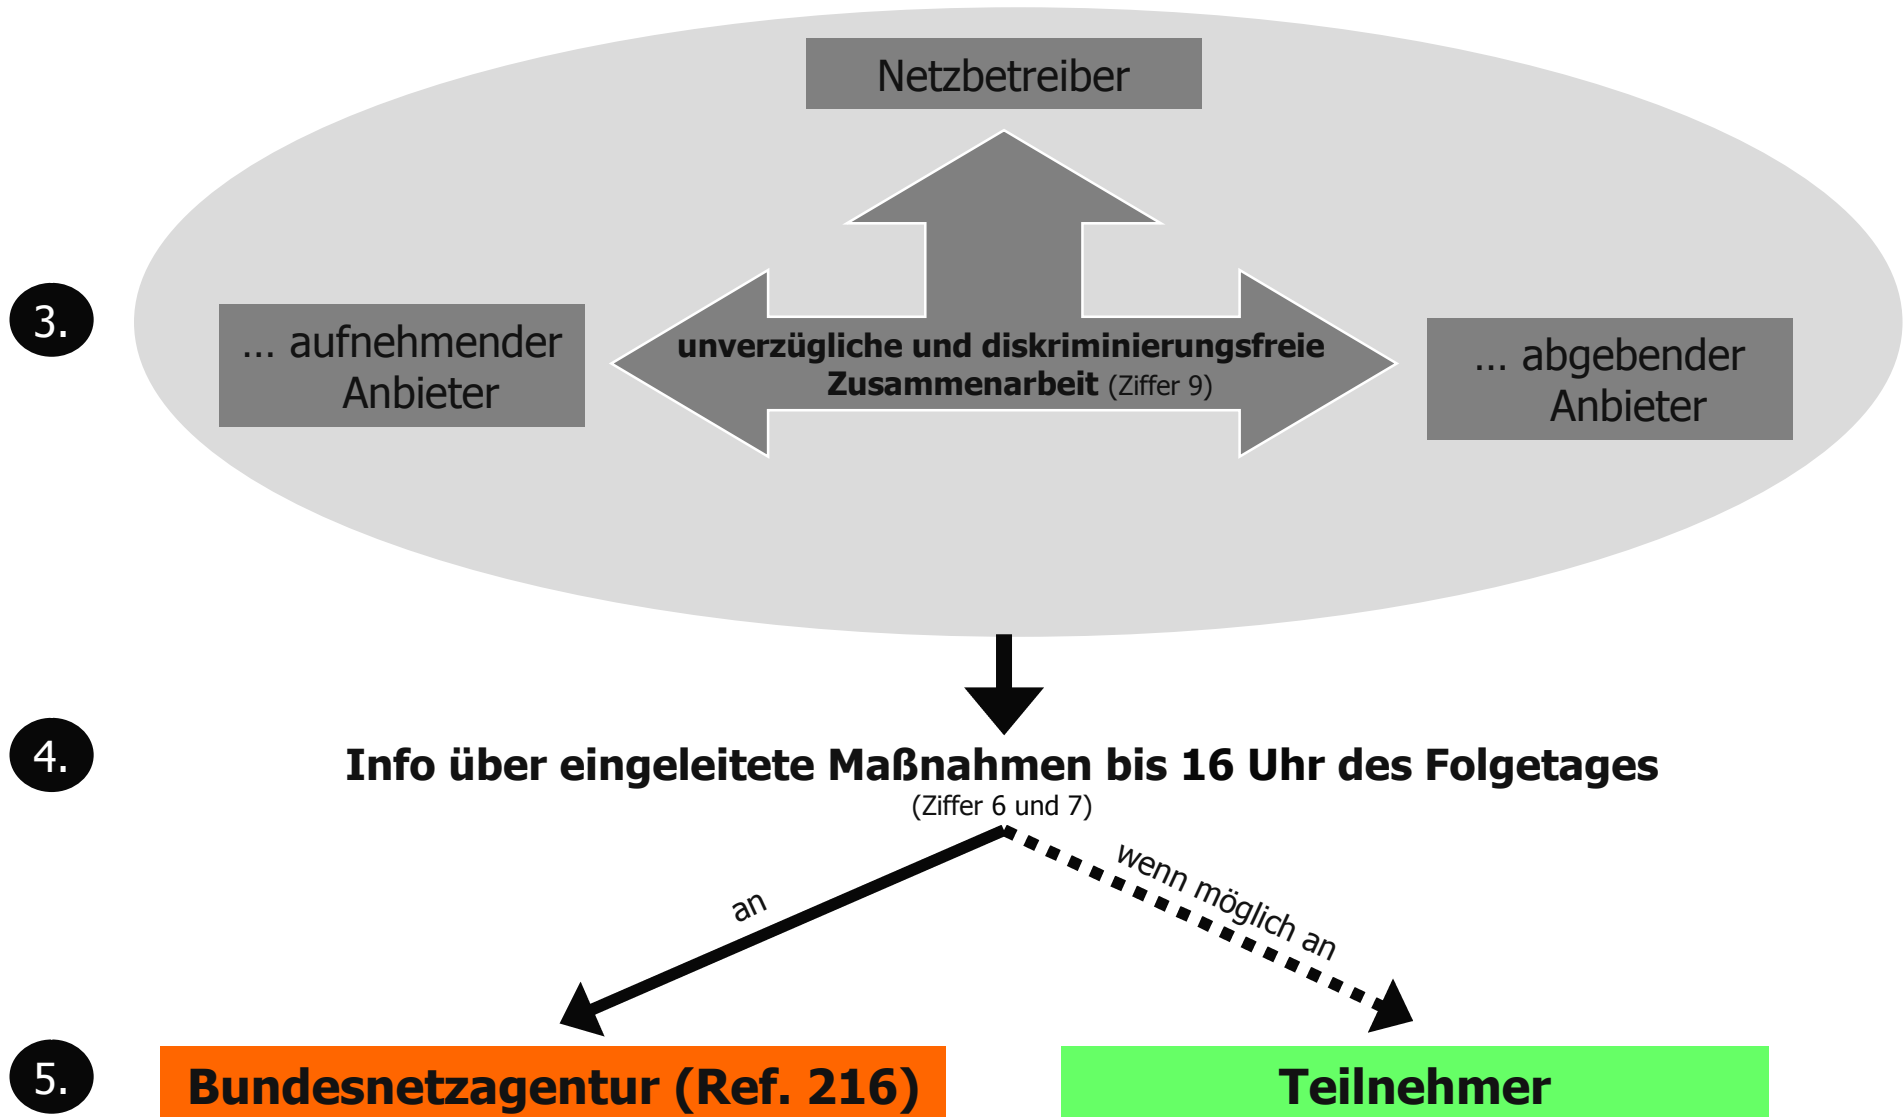 Netzbetreiber
3.
... aufnehmender
Anbieter
unverzügliche und diskriminierungsfreie
Zusammenarbeit (Ziffer 9)
... abgebender
Anbieter
4.
Info über eingeleitete Maßnahmen bis 16 Uhr des Folgetages
(Ziffer 6 und 7)
an
wenn möglich an
5.
Bundesnetzagentur (Ref. 216)
Teilnehmer